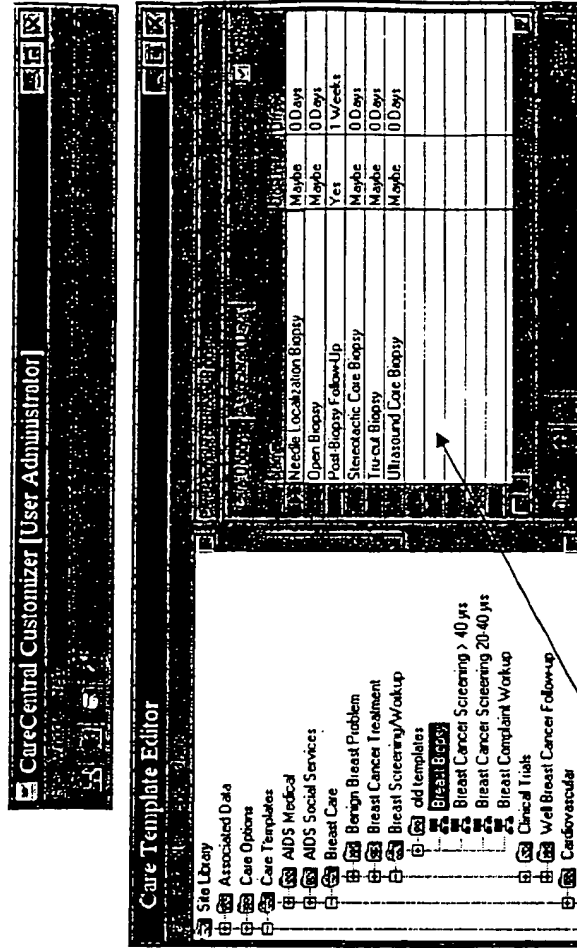 CareCentral Customizer [User Administrator]
Care Template Editor
Site Library
Associated Data
Care Options
Care Templates
AIDS Medical
AIDS Social Services
Breast Care
Benign Breast Problem
Breast Cancer Treatment
Breast Screening/Workup
old templates
Breast Biopsy
Breast Cancer Screening > 40 yrs
Breast Cancer Screening 20-40 yrs
Breast Complaint Workup
Clinical Trials
Well Breast Cancer Follow-up
Cardiovascular
Needle Localization Biopsy Maybe 0 Days
Open Biopsy Maybe 0 Days
Post-Biopsy Follow-Up Yes 1 Weeks
Stereotactic Core Biopsy Maybe 0 Days
Tru-cut Biopsy Maybe 0 Days
Ultrasound Core Biopsy Maybe 0 Days